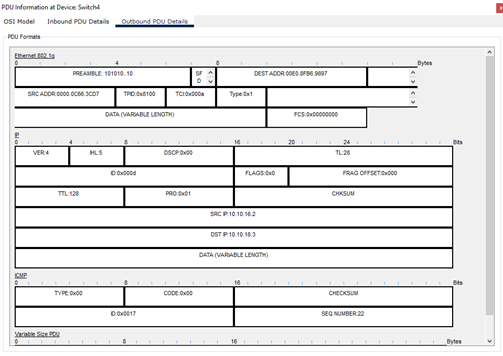 PDU Information at Device: Switch4
OSI Model Inbound PDU Details Outbound PDU Details
PDU Formats
Ethernet 802.1q
0 4 8 Bytes
PREAMBLE: 101010..10 SF D DEST ADDR:00E0.8FB6.9897
SRC ADDR:0000.0C66.3CD7 TPID:0x8100 TCI:0x000a Type:0x1
DATA (VARIABLE LENGTH) FCS:0x00000000
IP
0 4 8 16 20 24 Bits
VER:4 IHL:5 DSCP:0x00 TL:28
ID:0x000d FLAGS:0x0 FRAG OFFSET:0x000
TTL:128 PRO:0x01 CHKSUM
SRC IP:10.10.16.2
DST IP:10.10.16.3
DATA (VARIABLE LENGTH)
ICMP
0 8 16 Bits
TYPE:0x00 CODE:0x00 CHECKSUM
ID:0x0017 SEQ NUMBER:22
Variable Size PDU
0 8 16